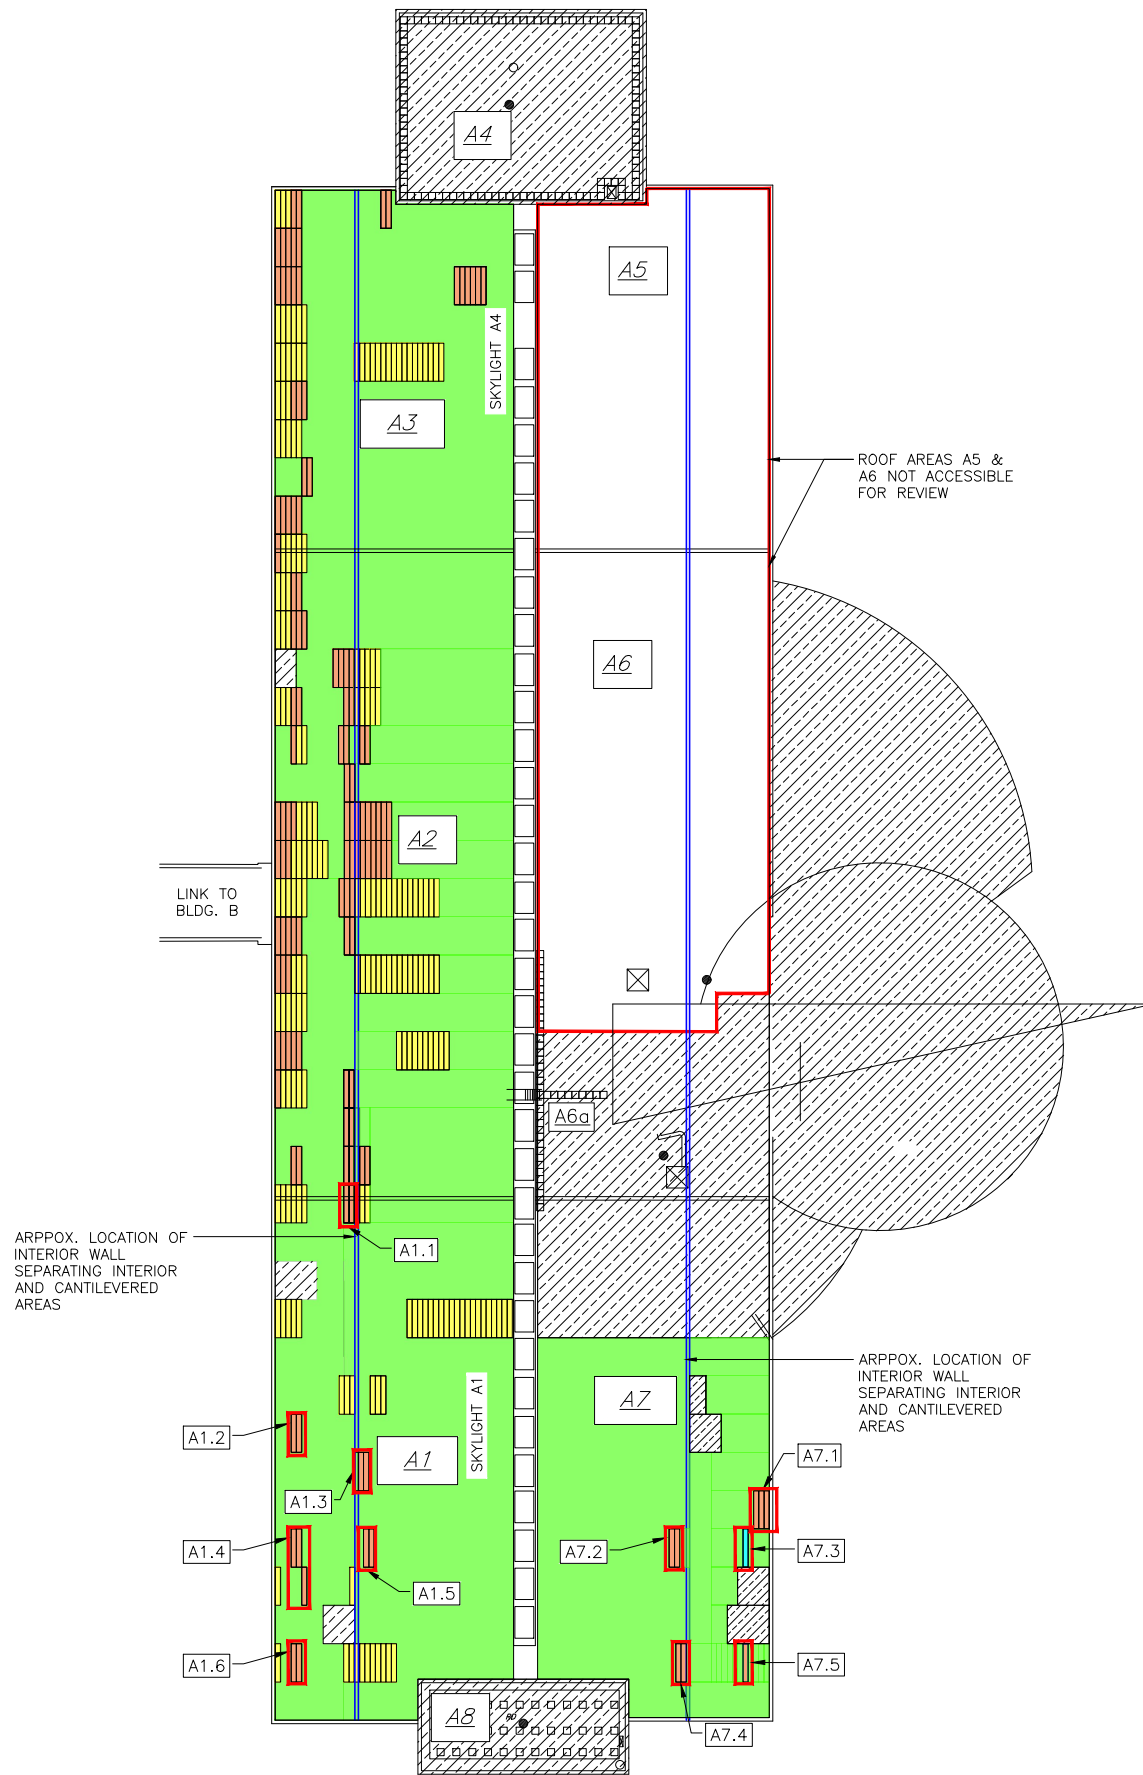 A4
A5
SKYLIGHT A4
A3
ROOF AREAS A5 &
A6 NOT ACCESSIBLE
FOR REVIEW
A6
A2
LINK TO
BLDG. B
A6a
ARPPOX. LOCATION OF
INTERIOR WALL
SEPARATING INTERIOR
AND CANTILEVERED
AREAS
A1.1
ARPPOX. LOCATION OF
INTERIOR WALL
SEPARATING INTERIOR
AND CANTILEVERED
AREAS
SKYLIGHT A1
A7
A1.2
A1
A7.1
A1.3
A1.4
A7.2
A7.3
A1.5
A1.6
A7.5
A8
RD
A7.4